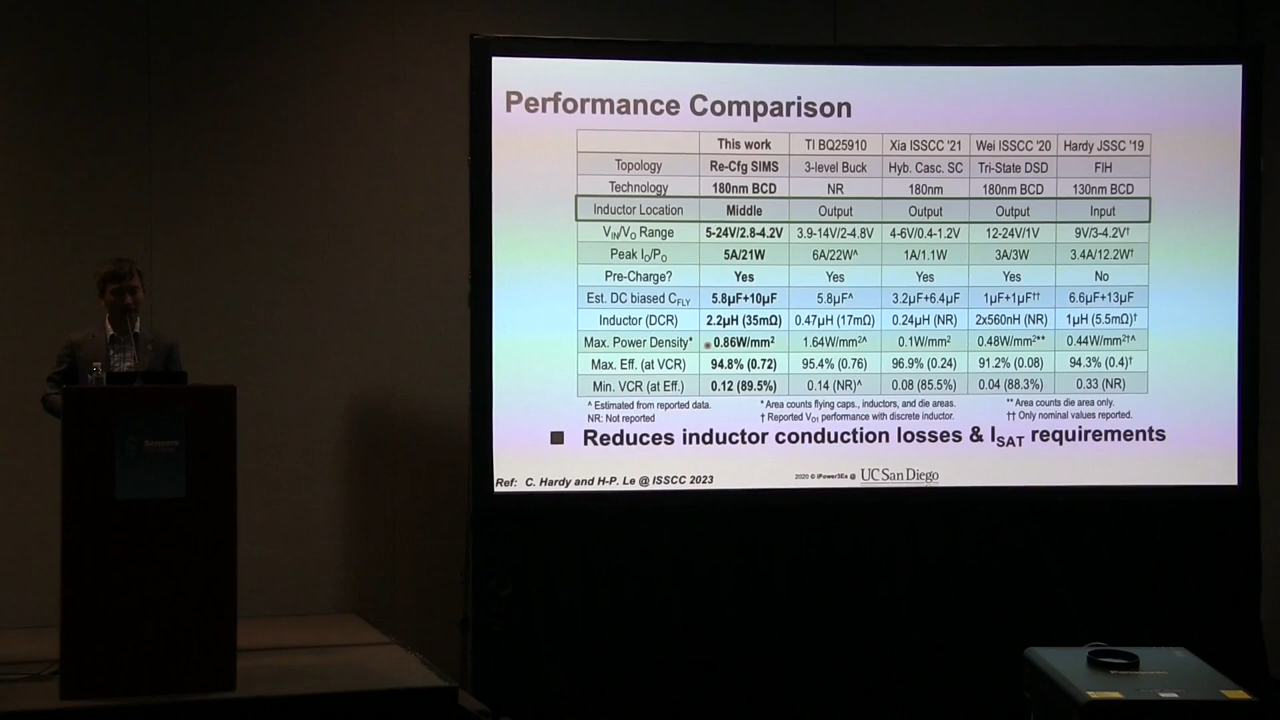 Performance Comparison
This work TI BQ25910 Xia ISSCC '21 Wei ISSCC '20 Hardy JSSC '19
Topology Re-Cfg SIMS 3-level Buck Hyb. Casc. SC Tri-State DSD FIH
Technology 180nm BCD NR 180nm 180nm BCD 130nm BCD
Inductor Location Middle Output Output Output Input
VIN/VO Range 5-24V/2.8-4.2V 3.9-14V/2-4.8V 4-6V/0.4-1.2V 12-24V/1V 9V/3-4.2V†
Peak IO/PO 5A/21W 6A/22W^ 1A/1.1W 3A/3W 3.4A/12.2W†
Pre-Charge? Yes Yes Yes Yes No
Est. DC biased CFLY 5.8µF+10µF 5.8µF^ 3.2µF+6.4µF 1µF+1µF†† 6.6µF+13µF
Inductor (DCR) 2.2µH (35mΩ) 0.47µH (17mΩ) 0.24µH (NR) 2x560nH (NR) 1µH (5.5mΩ)†
Max. Power Density* 0.86W/mm² 1.64W/mm²^ 0.1W/mm² 0.48W/mm²** 0.44W/mm²†^
Max. Eff. (at VCR) 94.8% (0.72) 95.4% (0.76) 96.9% (0.24) 91.2% (0.08) 94.3% (0.4)†
Min. VCR (at Eff.) 0.12 (89.5%) 0.14 (NR)^ 0.08 (85.5%) 0.04 (88.3%) 0.33 (NR)
^ Estimated from reported data. * Area counts flying caps., inductors, and die areas. ** Area counts die area only.
NR: Not reported † Reported VO1 performance with discrete inductor. †† Only nominal values reported.
■ Reduces inductor conduction losses & ISAT requirements
Ref: C. Hardy and H-P. Le @ ISSCC 2023
2020 © iPower3Es @ UC San Diego
Sensors
Panasonic